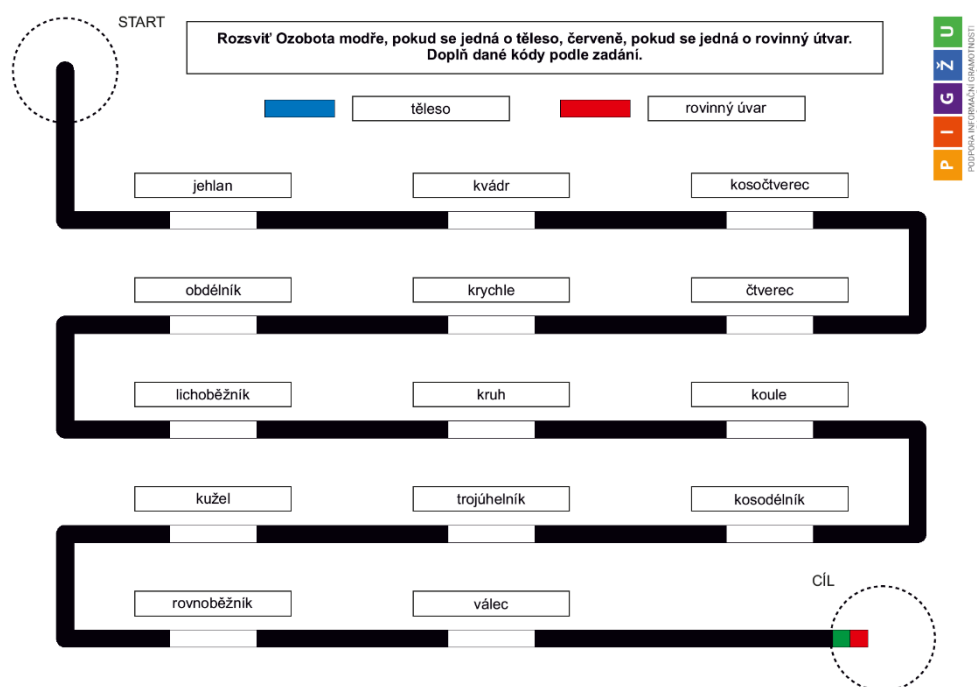 START
Rozsviť Ozobota modře, pokud se jedná o těleso, červeně, pokud se jedná o rovinný útvar.
Doplň dané kódy podle zadání.
těleso
rovinný úvar
jehlan
kvádr
kosočtverec
obdélník
krychle
čtverec
lichoběžník
kruh
koule
kužel
trojúhelník
kosodélník
rovnoběžník
válec
CÍL
PIGŽU
PODPORA INFORMAČNÍ GRAMOTNOSTI